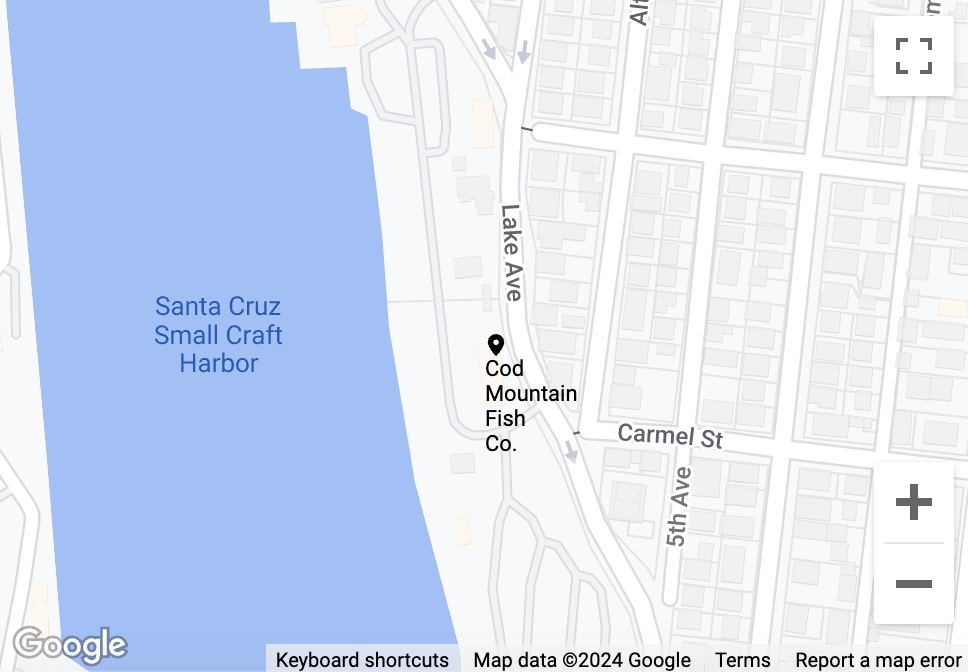 Alt
m
Lake Ave
Santa Cruz
Small Craft
Harbor
Cod
Mountain
Fish
Co.
Carmel St
5th Ave
Google
Keyboard shortcuts
Map data ©2024 Google
Terms
Report a map error